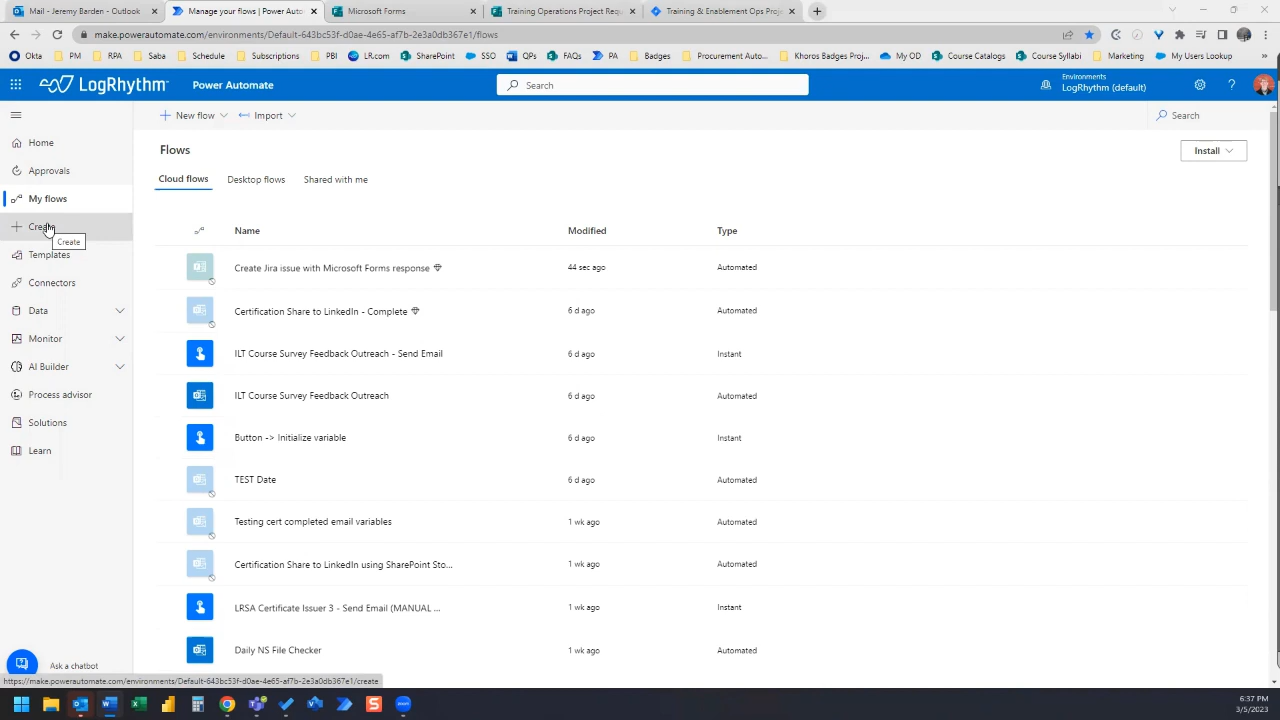 Mail - Jeremy Barden - Outlook
Manage your flows | Power Auto
Microsoft Forms
Training Operations Project Requ
Training & Enablement Ops Proje
make.powerautomate.com/environments/Default-643bc53f-d0ae-4e65-af7b-2e3a0db367e1/flows
Okta PM RPA Saba Schedule Subscriptions PBI LR.com SharePoint SSO QPs FAQs PA Badges Procurement Auto... Khoros Badges Proj... My OD Course Catalogs Course Syllabi Marketing My Users Lookup
LogRhythm
Power Automate
Search
Environments
LogRhythm (default)
New flow
Import
Search
Home
Approvals
My flows
Create
Create
Templates
Connectors
Data
Monitor
AI Builder
Process advisor
Solutions
Learn
Ask a chatbot
Flows
Install
Cloud flows Desktop flows Shared with me
Name Modified Type
Create Jira issue with Microsoft Forms response 44 sec ago Automated
Certification Share to LinkedIn - Complete 6 d ago Automated
ILT Course Survey Feedback Outreach - Send Email 6 d ago Instant
ILT Course Survey Feedback Outreach 6 d ago Automated
Button -> Initialize variable 6 d ago Instant
TEST Date 6 d ago Automated
Testing cert completed email variables 1 wk ago Automated
Certification Share to LinkedIn using SharePoint Sto... 1 wk ago Automated
LRSA Certificate Issuer 3 - Send Email (MANUAL ... 1 wk ago Instant
Daily NS File Checker 1 wk ago Automated
https://make.powerautomate.com/environments/Default-643bc53f-d0ae-4e65-af7b-2e3a0db367e1/create
6:37 PM
3/5/2023